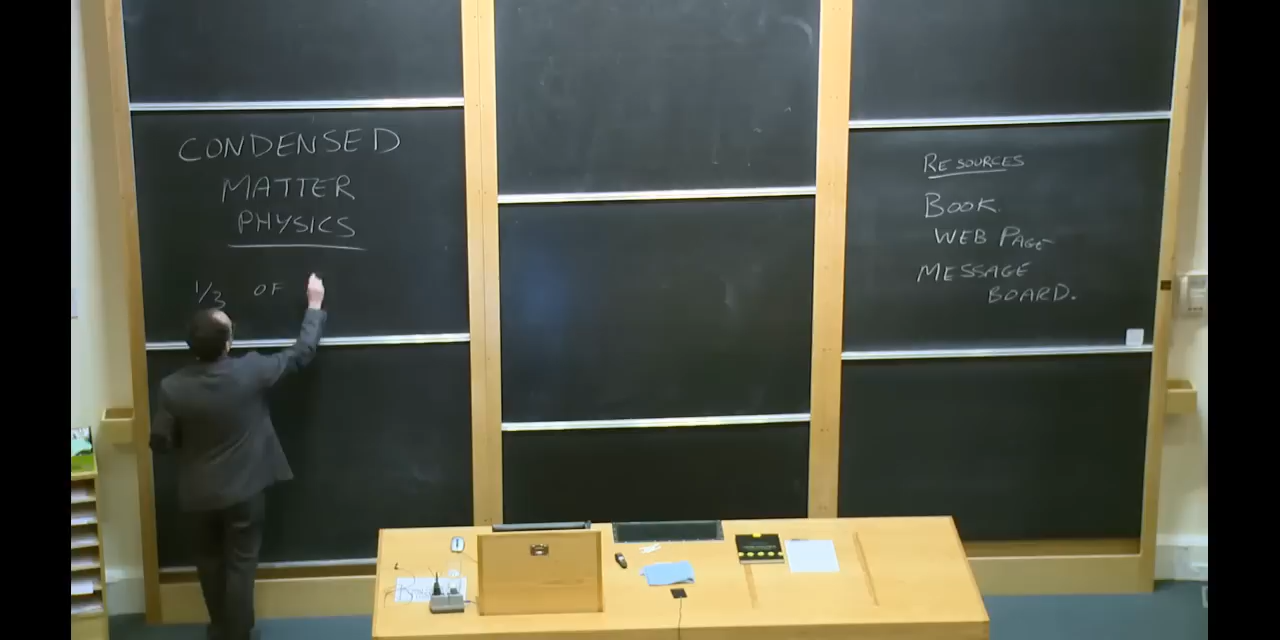 CONDENSED
MATTER
PHYSICS
1/3 OF
RESOURCES
BOOK
WEB PAGE
MESSAGE
BOARD.